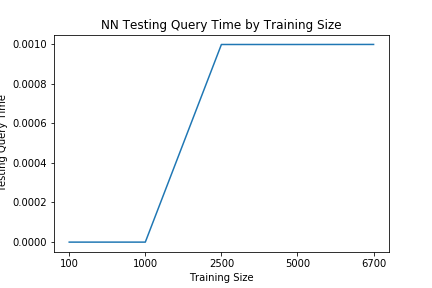 NN Testing Query Time by Training Size
Testing Query Time
0.0010
0.0008
0.0006
0.0004
0.0002
0.0000
100 1000 2500 5000 6700
Training Size